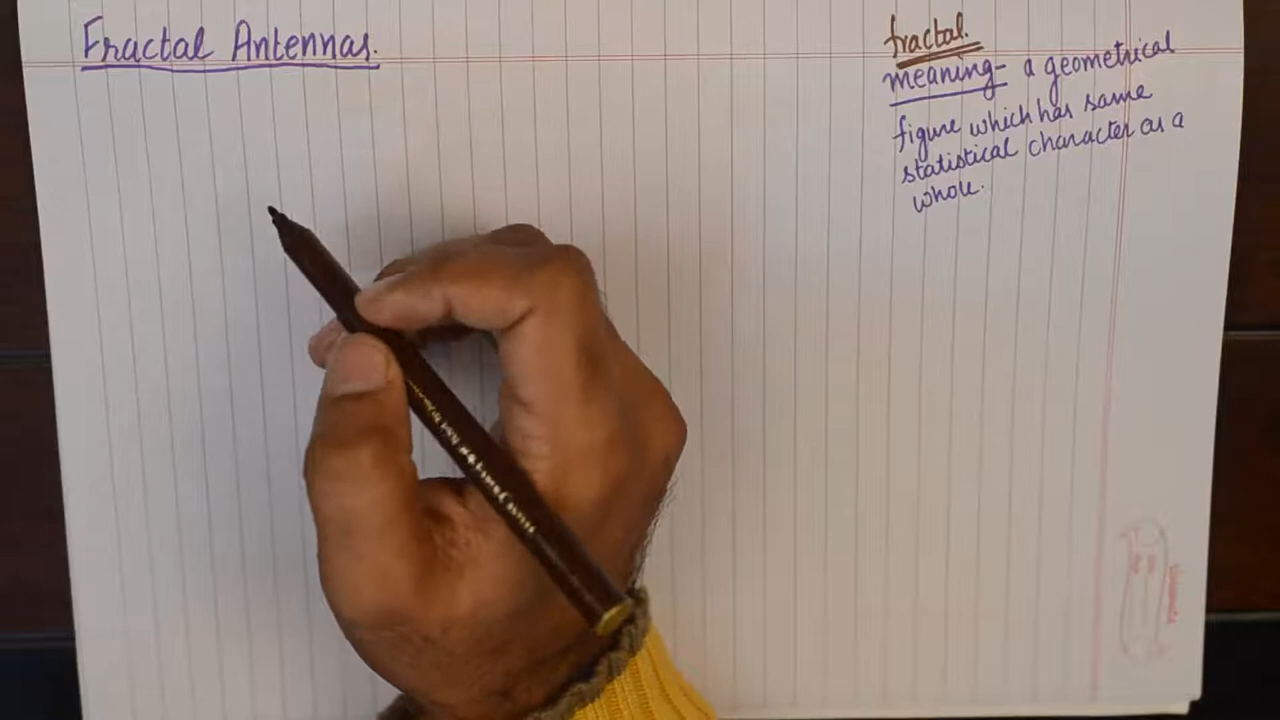 Fractal Antennas.
fractal.
meaning- a geometrical
figure which has same
statistical character as a
whole.